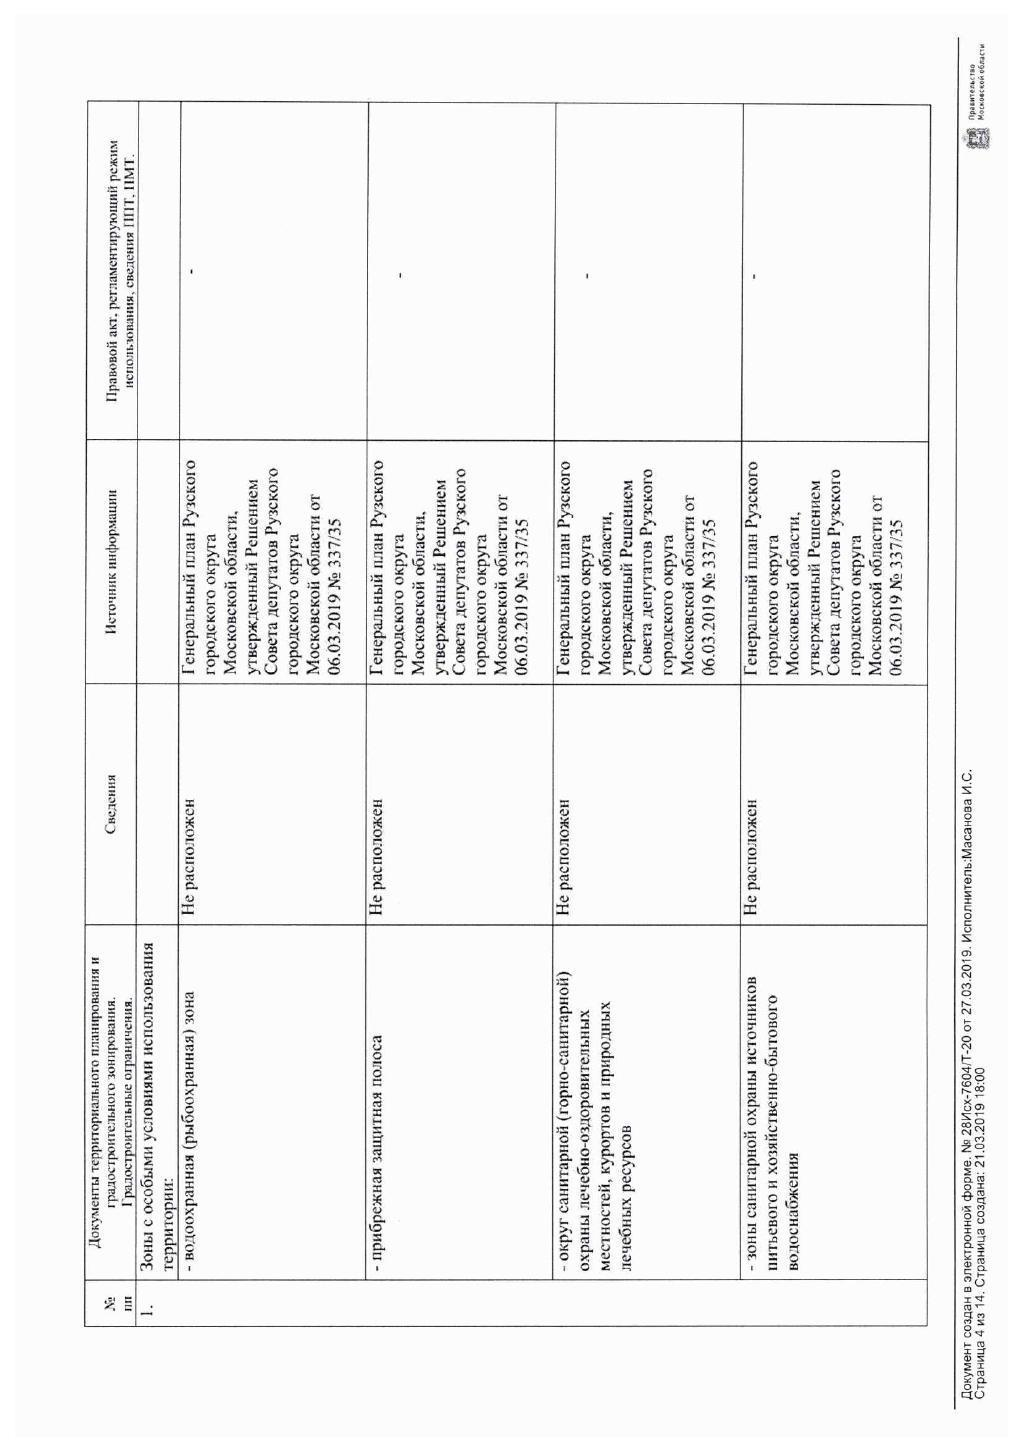 №
пп
Документы территориального планирования и
градостроительного зонирования.
Градостроительные ограничения.
Сведения
Источник информации
Правовой акт, регламентирующий режим
использования, сведения ППТ, ПМТ.
1.
Зоны с особыми условиями использования
территории:
- водоохранная (рыбоохранная) зона
Не расположен
Генеральный план Рузского
городского округа
Московской области,
утвержденный Решением
Совета депутатов Рузского
городского округа
Московской области от
06.03.2019 № 337/35
-
- прибрежная защитная полоса
Не расположен
Генеральный план Рузского
городского округа
Московской области,
утвержденный Решением
Совета депутатов Рузского
городского округа
Московской области от
06.03.2019 № 337/35
-
- округ санитарной (горно-санитарной)
охраны лечебно-оздоровительных
местностей, курортов и природных
лечебных ресурсов
Не расположен
Генеральный план Рузского
городского округа
Московской области,
утвержденный Решением
Совета депутатов Рузского
городского округа
Московской области от
06.03.2019 № 337/35
-
- зоны санитарной охраны источников
питьевого и хозяйственно-бытового
водоснабжения
Не расположен
Генеральный план Рузского
городского округа
Московской области,
утвержденный Решением
Совета депутатов Рузского
городского округа
Московской области от
06.03.2019 № 337/35
-
Документ создан в электронной форме. № 28Исх-7604/Т-20 от 27.03.2019. Исполнитель:Масанова И.С.
Страница 4 из 14. Страница создана: 21.03.2019 18:00
Правительство
Московской области